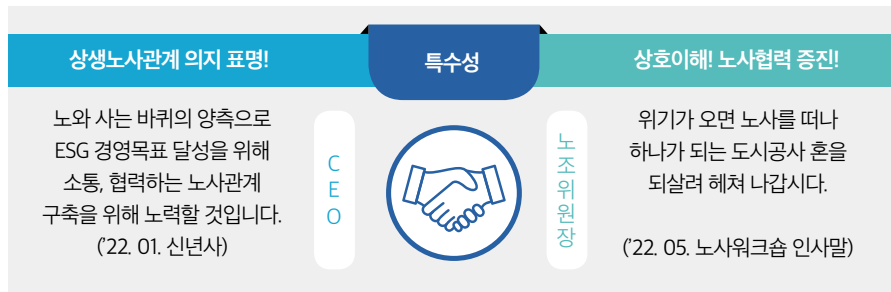 상생노사관계 의지 표명!
특수성
상호이해! 노사협력 증진!
노와 사는 바퀴의 양측으로
ESG 경영목표 달성을 위해
소통, 협력하는 노사관계
구축을 위해 노력할 것입니다.
(’22. 01. 신년사)
CEO
노조위원장
위기가 오면 노사를 떠나
하나가 되는 도시공사 혼을
되살려 헤쳐 나갑시다.
(’22. 05. 노사워크숍 인사말)